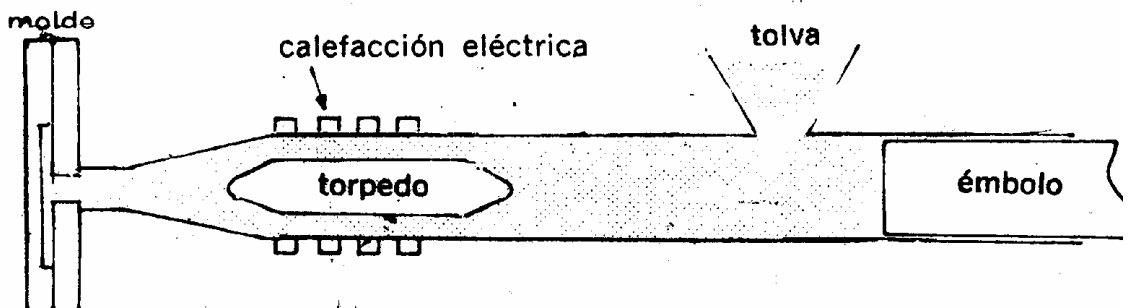 molde
calefacción eléctrica
tolva
torpedo
émbolo